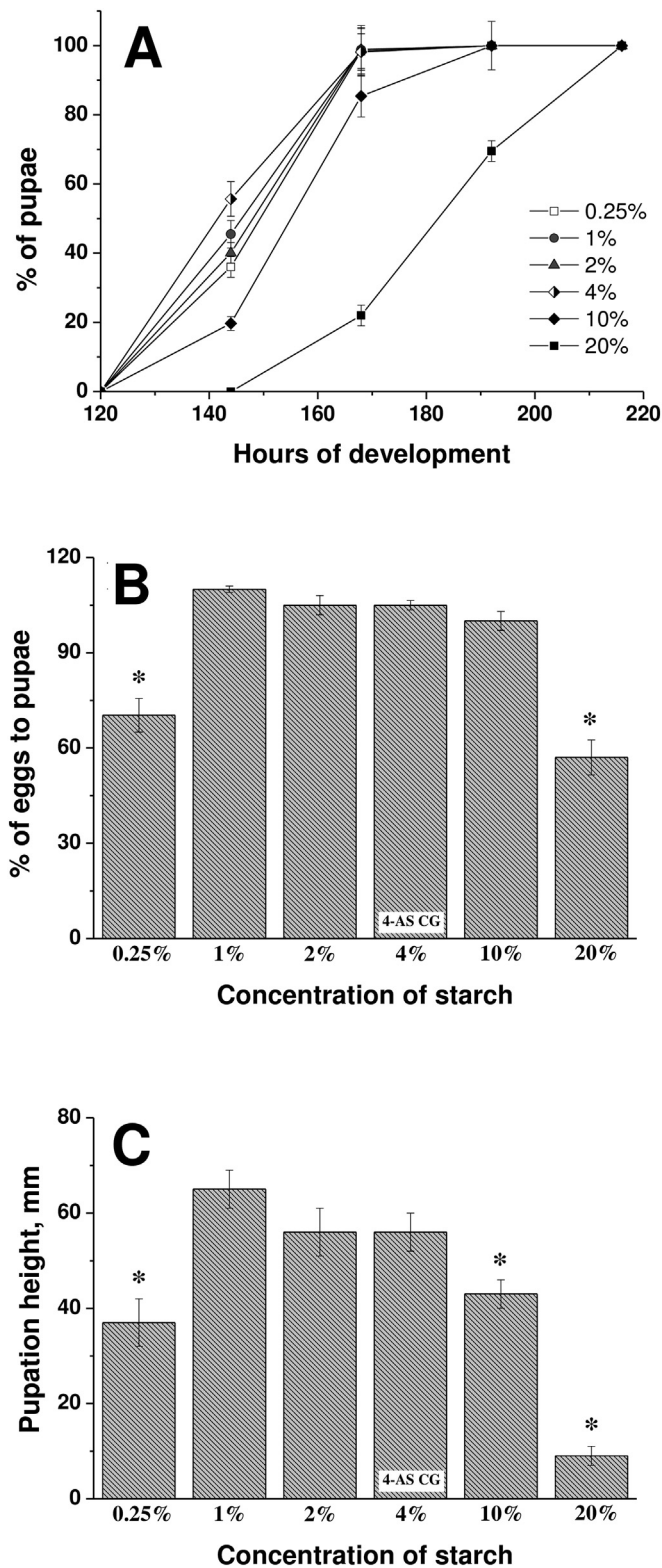 A
100
80
60
40
20
0
% of pupae
0.25%
1%
2%
4%
10%
20%
120 140 160 180 200 220
Hours of development
B
120
90
60
30
0
% of eggs to pupae
*
*
4-AS CG
0.25% 1% 2% 4% 10% 20%
Concentration of starch
C
80
60
40
20
0
Pupation height, mm
*
*
*
4-AS CG
0.25% 1% 2% 4% 10% 20%
Concentration of starch